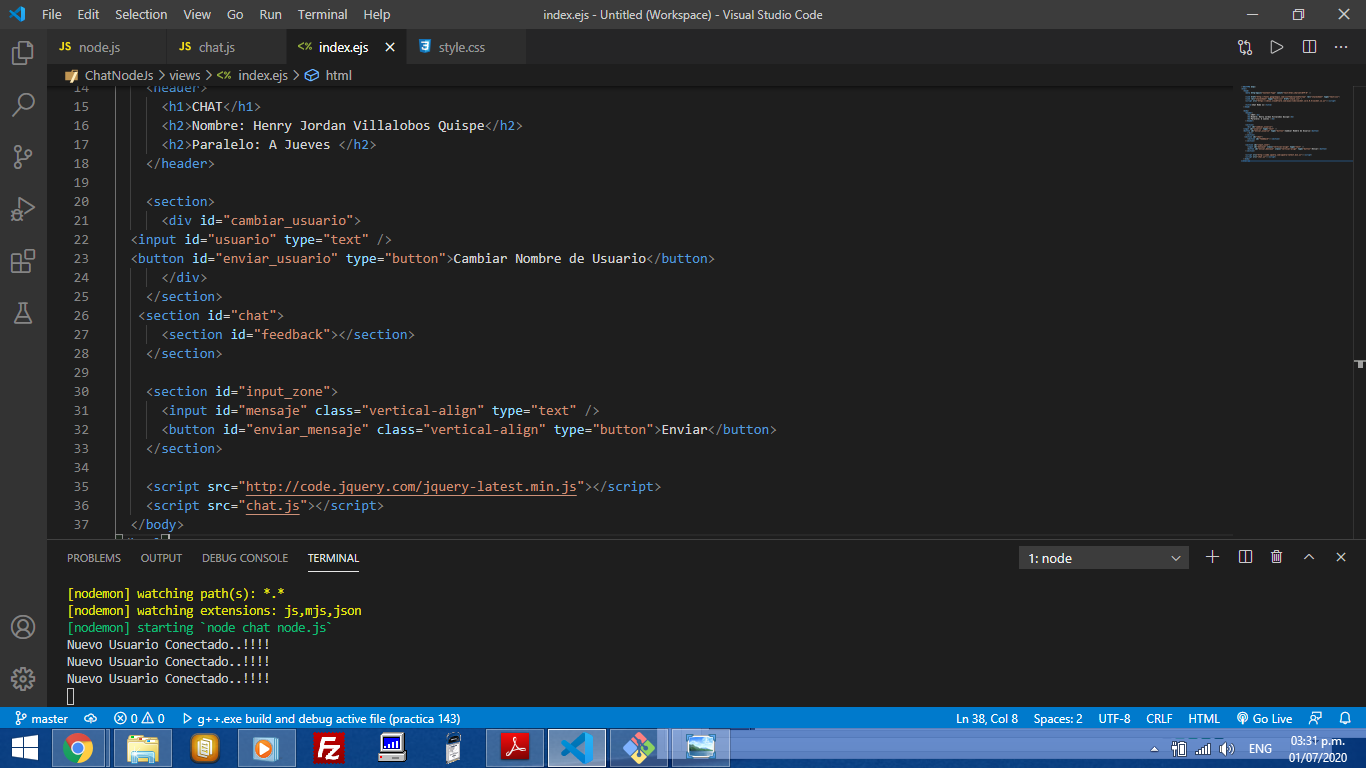 File Edit Selection View Go Run Terminal Help index.ejs - Untitled (Workspace) - Visual Studio Code
JS node.js JS chat.js <% index.ejs style.css
ChatNodeJs > views > <% index.ejs > html
14 <header>
15 <h1>CHAT</h1>
16 <h2>Nombre: Henry Jordan Villalobos Quispe</h2>
17 <h2>Paralelo: A Jueves </h2>
18 </header>
19
20 <section>
21 <div id="cambiar_usuario">
22 <input id="usuario" type="text" />
23 <button id="enviar_usuario" type="button">Cambiar Nombre de Usuario</button>
24 </div>
25 </section>
26 <section id="chat">
27 <section id="feedback"></section>
28 </section>
29
30 <section id="input_zone">
31 <input id="mensaje" class="vertical-align" type="text" />
32 <button id="enviar_mensaje" class="vertical-align" type="button">Enviar</button>
33 </section>
34
35 <script src="http://code.jquery.com/jquery-latest.min.js"></script>
36 <script src="chat.js"></script>
37 </body>
PROBLEMS OUTPUT DEBUG CONSOLE TERMINAL 1: node
[nodemon] watching path(s): *.*
[nodemon] watching extensions: js,mjs,json
[nodemon] starting `node chat node.js`
Nuevo Usuario Conectado..!!!!
Nuevo Usuario Conectado..!!!!
Nuevo Usuario Conectado..!!!!
master 0 0 g++.exe build and debug active file (practica 143) Ln 38, Col 8 Spaces: 2 UTF-8 CRLF HTML Go Live
ENG 03:31 p.m.
01/07/2020